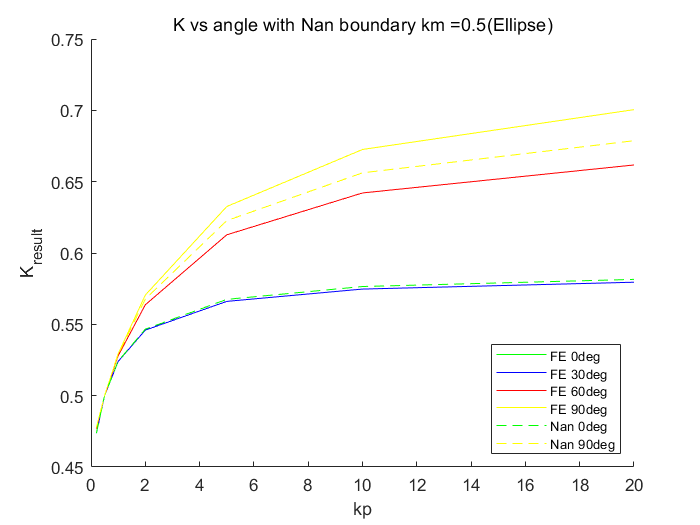 K vs angle with Nan boundary km =0.5(Ellipse)
0.75
0.7
0.65
0.6
0.55
0.5
0.45
K_result
FE 0deg
FE 30deg
FE 60deg
FE 90deg
Nan 0deg
Nan 90deg
0 2 4 6 8 10 12 14 16 18 20
kp